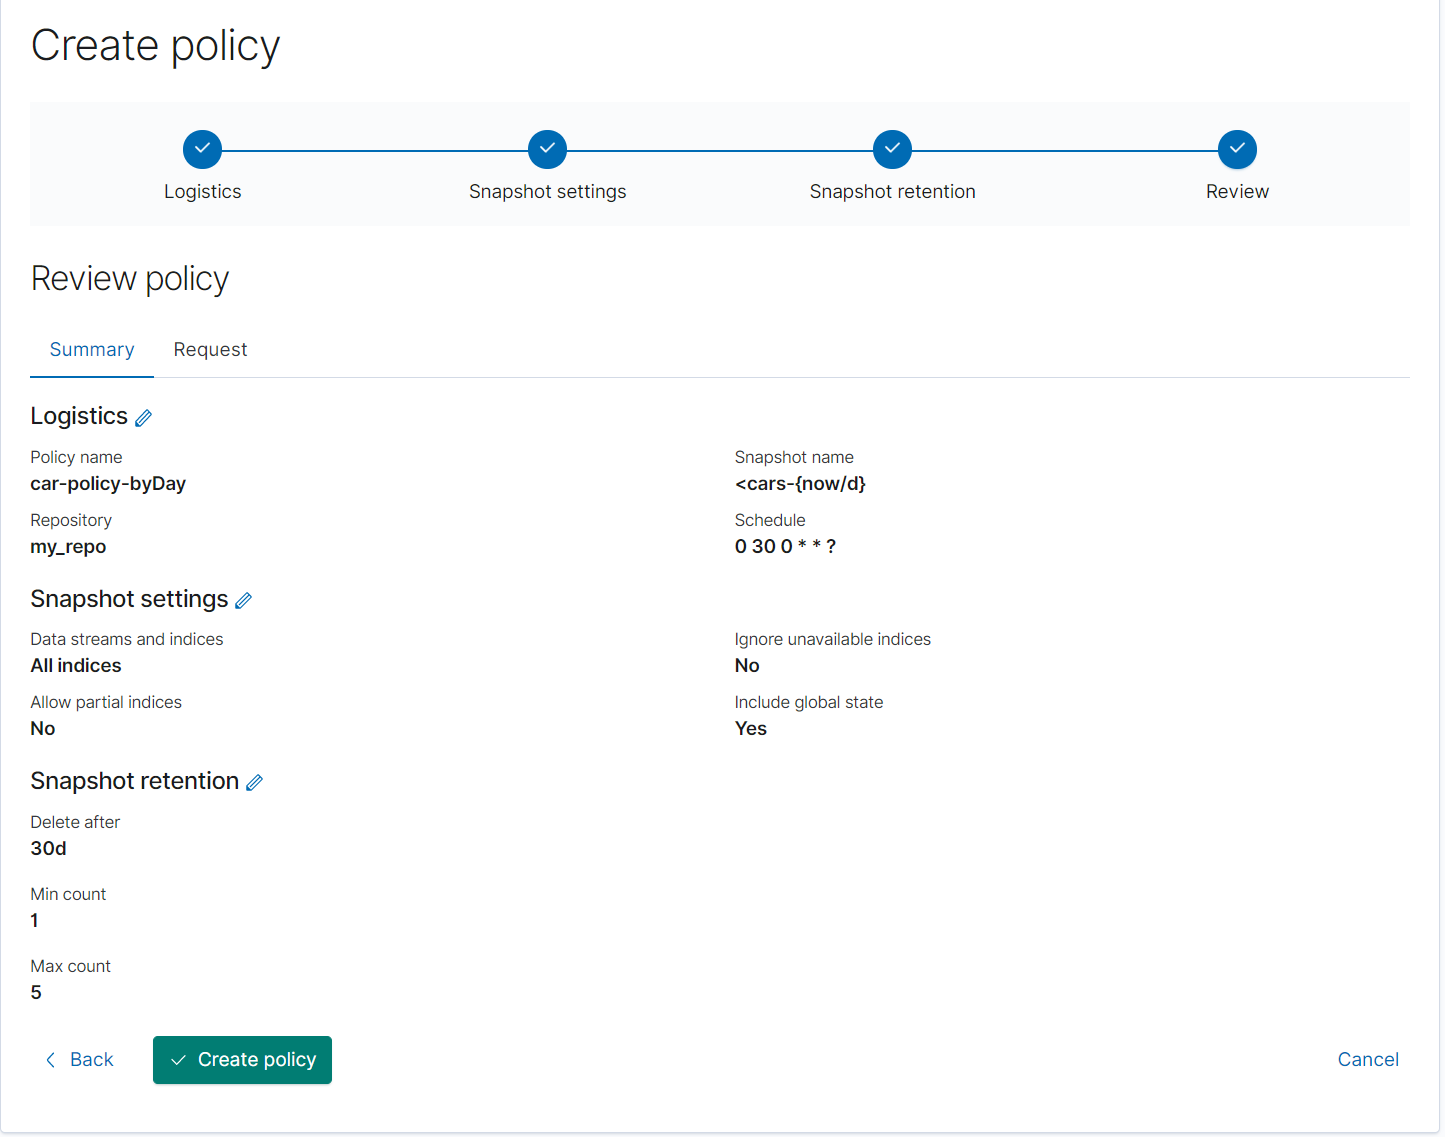 Create policy
Logistics
Snapshot settings
Snapshot retention
Review
Review policy
Summary
Request
Logistics
Policy name
car-policy-byDay
Snapshot name
<cars-{now/d}
Repository
my_repo
Schedule
0 30 0 * * ?
Snapshot settings
Data streams and indices
All indices
Ignore unavailable indices
No
Allow partial indices
No
Include global state
Yes
Snapshot retention
Delete after
30d
Min count
1
Max count
5
Back
Create policy
Cancel